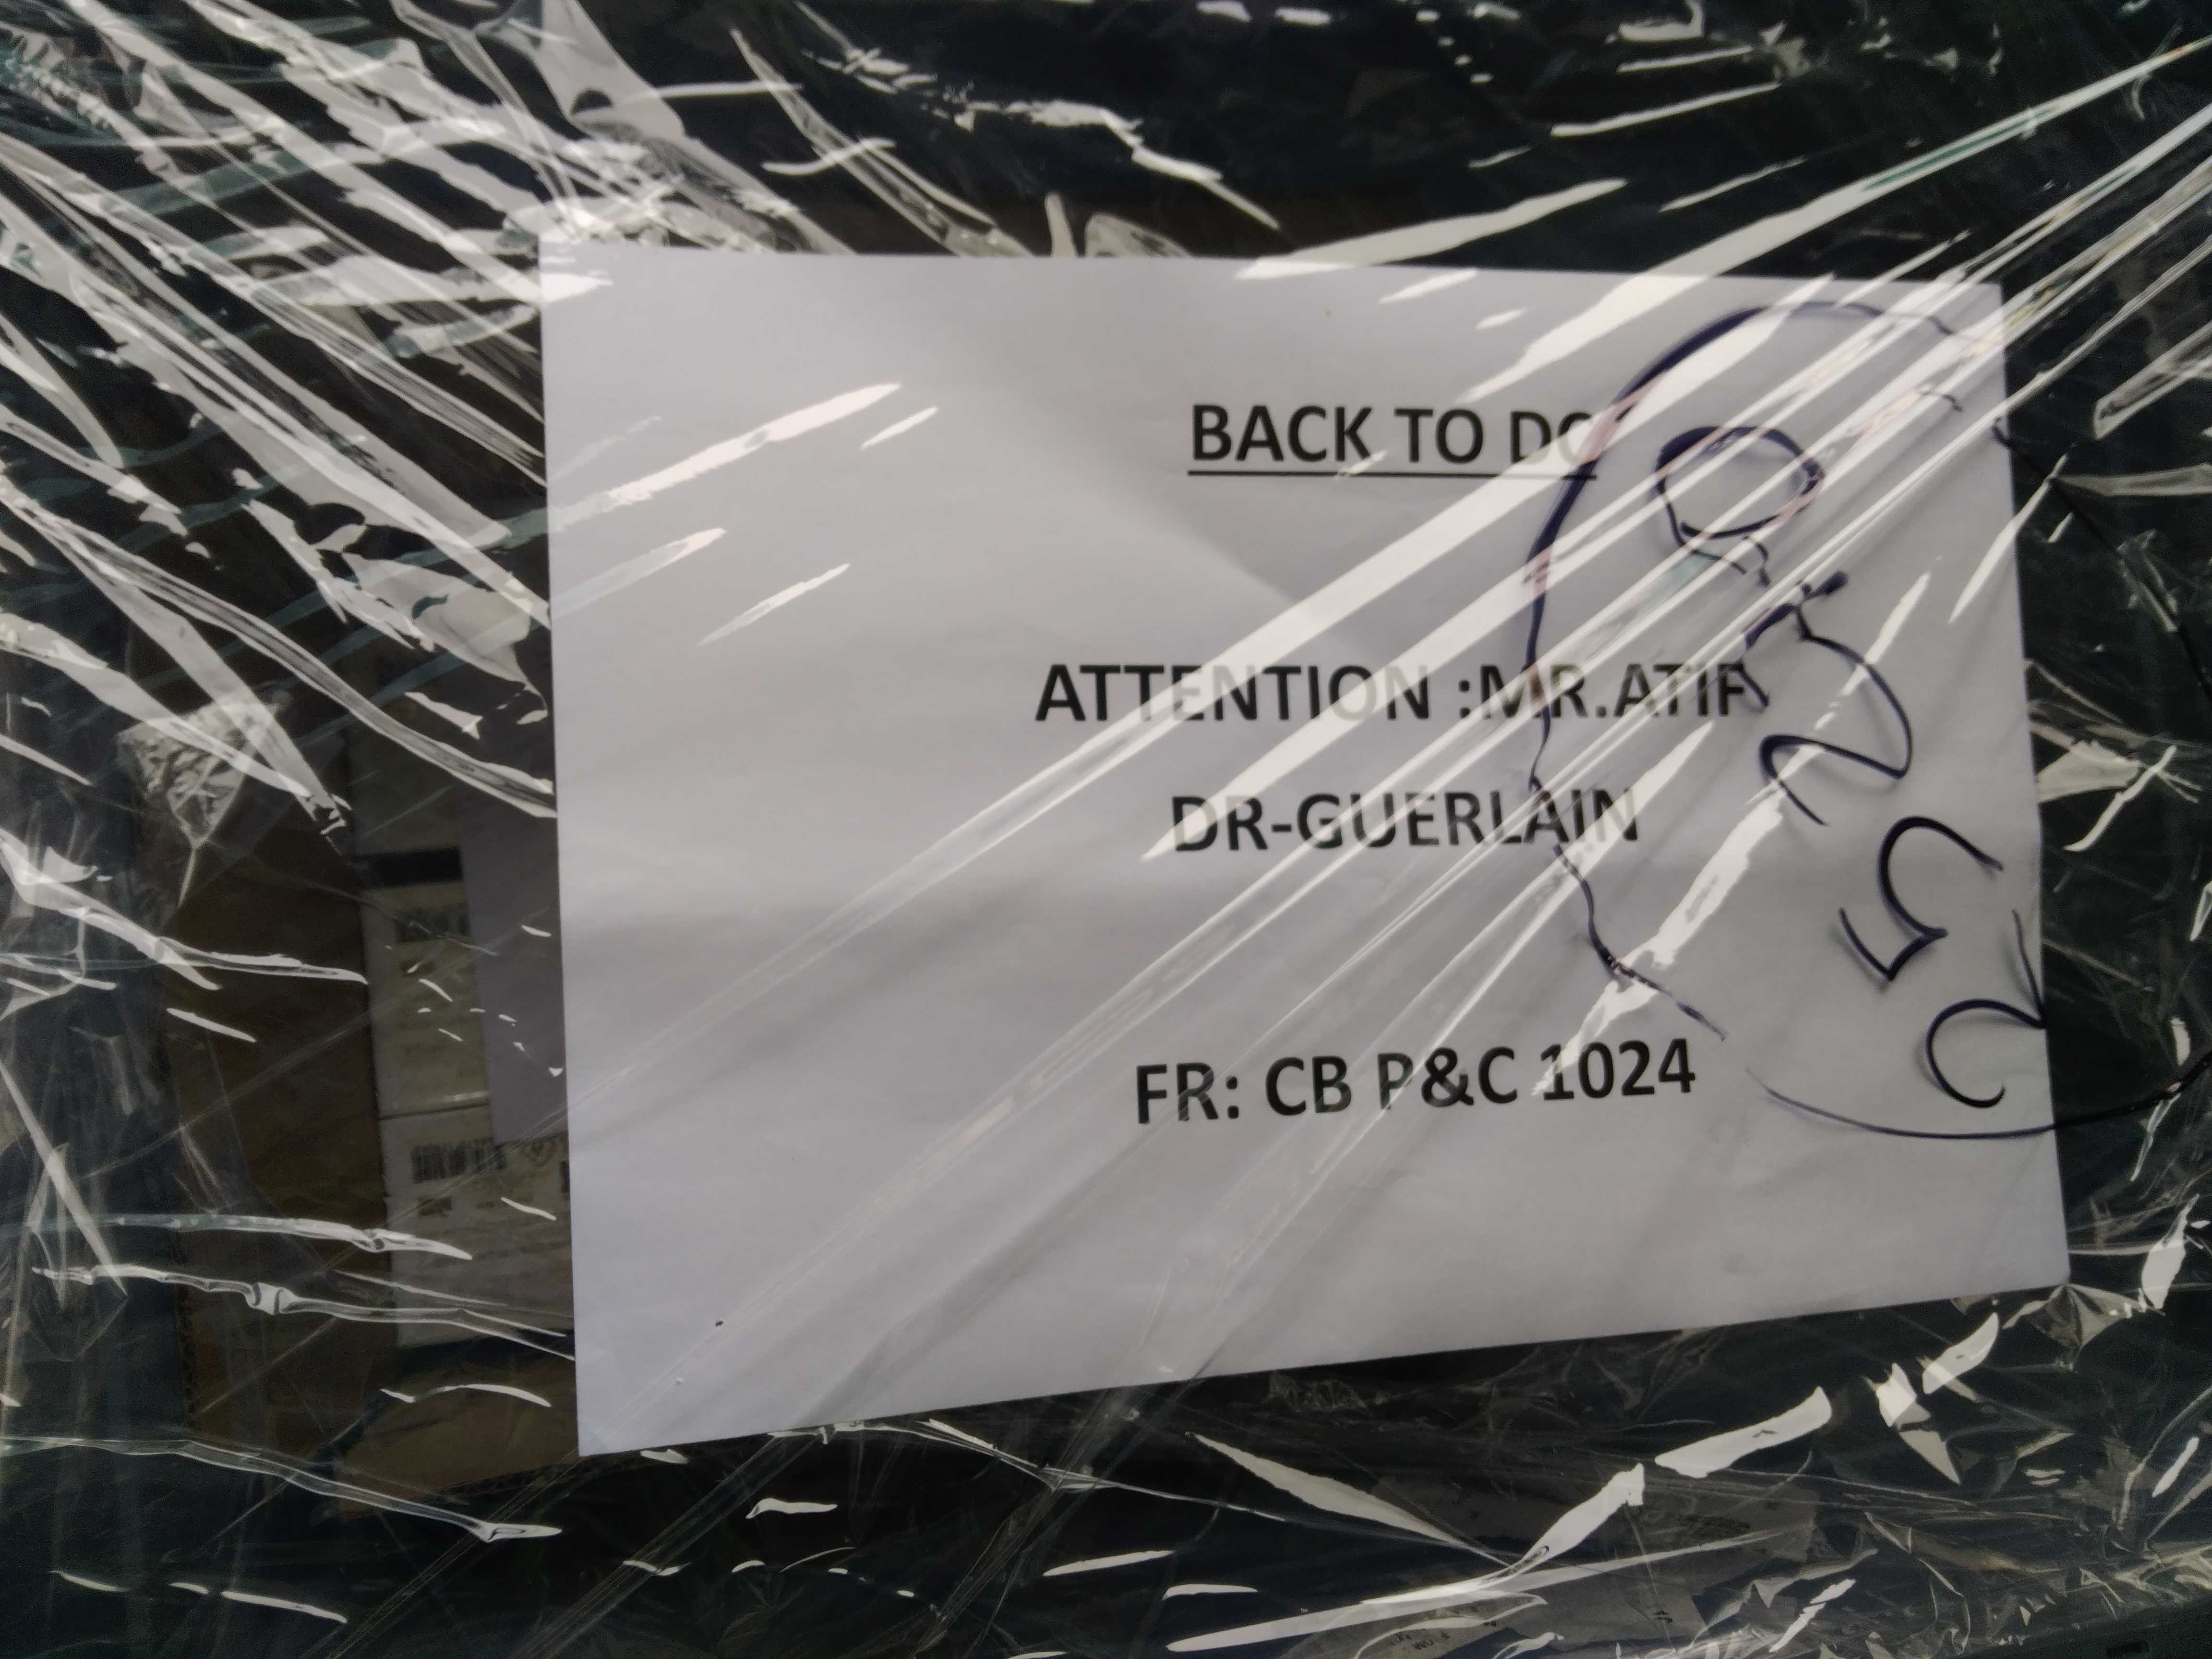 BACK TO DC
ATTENTION :MR.ATIF
DR-GUERLAIN
FR: CB P&C 1024